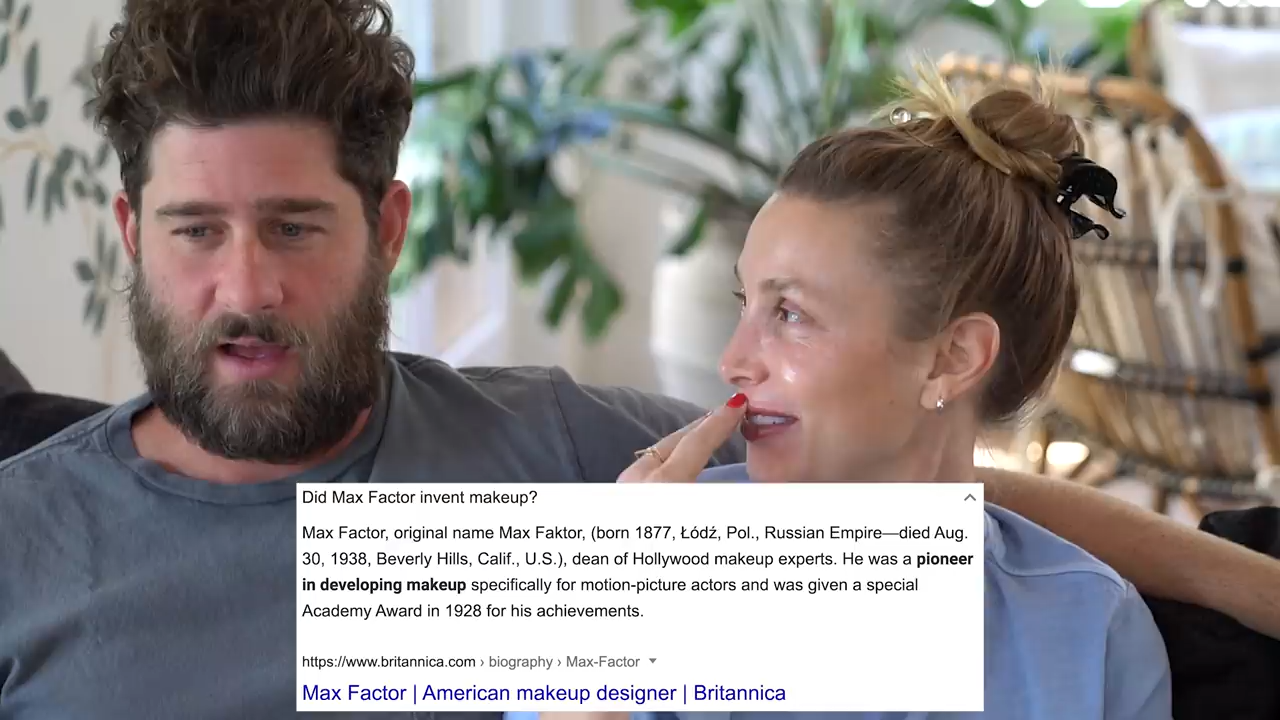 Did Max Factor invent makeup?
Max Factor, original name Max Faktor, (born 1877, Łódź, Pol., Russian Empire—died Aug.
30, 1938, Beverly Hills, Calif., U.S.), dean of Hollywood makeup experts. He was a pioneer
in developing makeup specifically for motion-picture actors and was given a special
Academy Award in 1928 for his achievements.
https://www.britannica.com › biography › Max-Factor
Max Factor | American makeup designer | Britannica